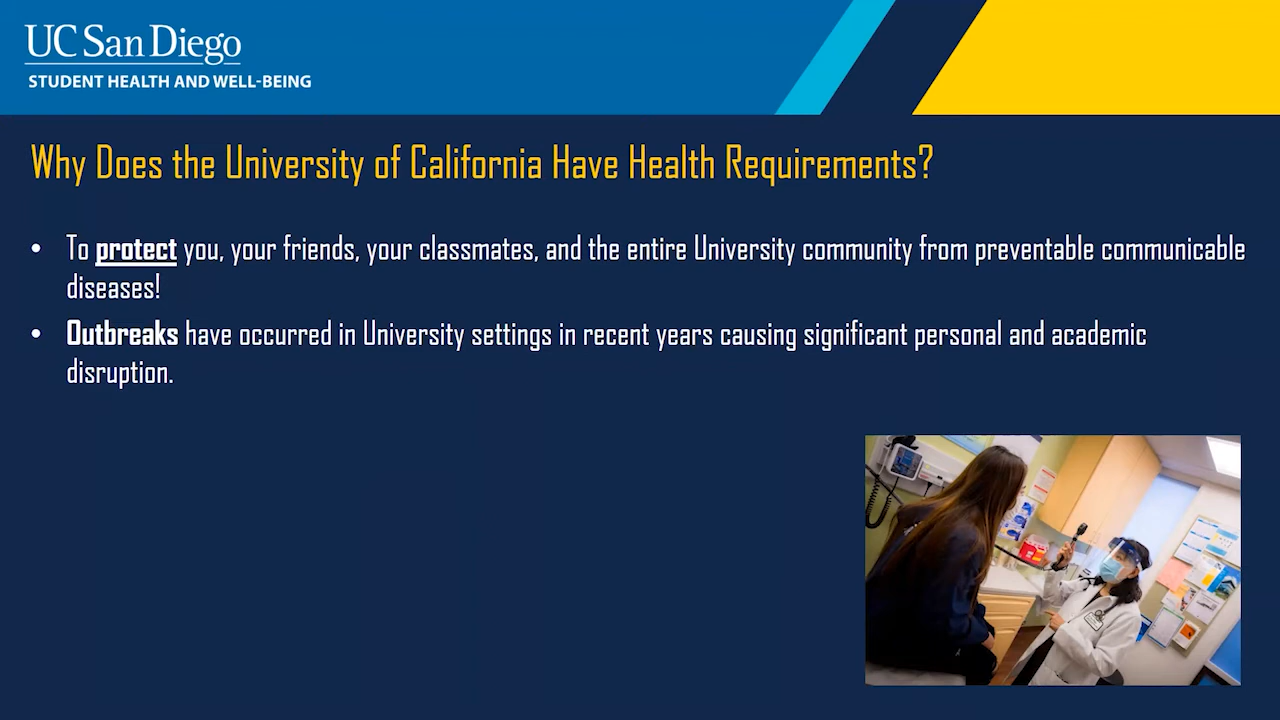 UC San Diego
STUDENT HEALTH AND WELL-BEING
Why Does the University of California Have Health Requirements?
• To protect you, your friends, your classmates, and the entire University community from preventable communicable
diseases!
• Outbreaks have occurred in University settings in recent years causing significant personal and academic
disruption.